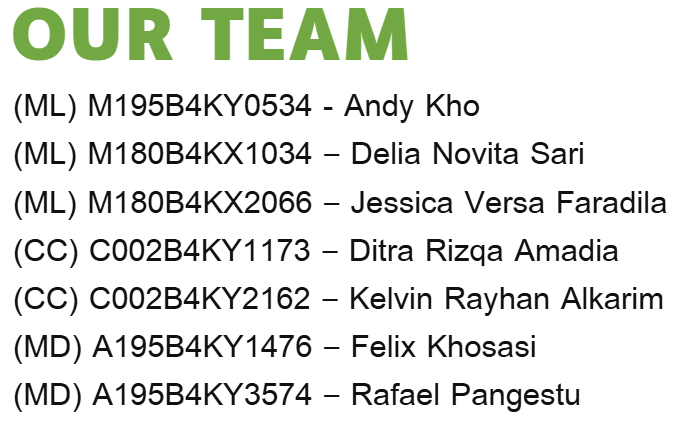 OUR TEAM
(ML) M195B4KY0534 - Andy Kho
(ML) M180B4KX1034 – Delia Novita Sari
(ML) M180B4KX2066 – Jessica Versa Faradila
(CC) C002B4KY1173 – Ditra Rizqa Amadia
(CC) C002B4KY2162 – Kelvin Rayhan Alkarim
(MD) A195B4KY1476 – Felix Khosasi
(MD) A195B4KY3574 – Rafael Pangestu